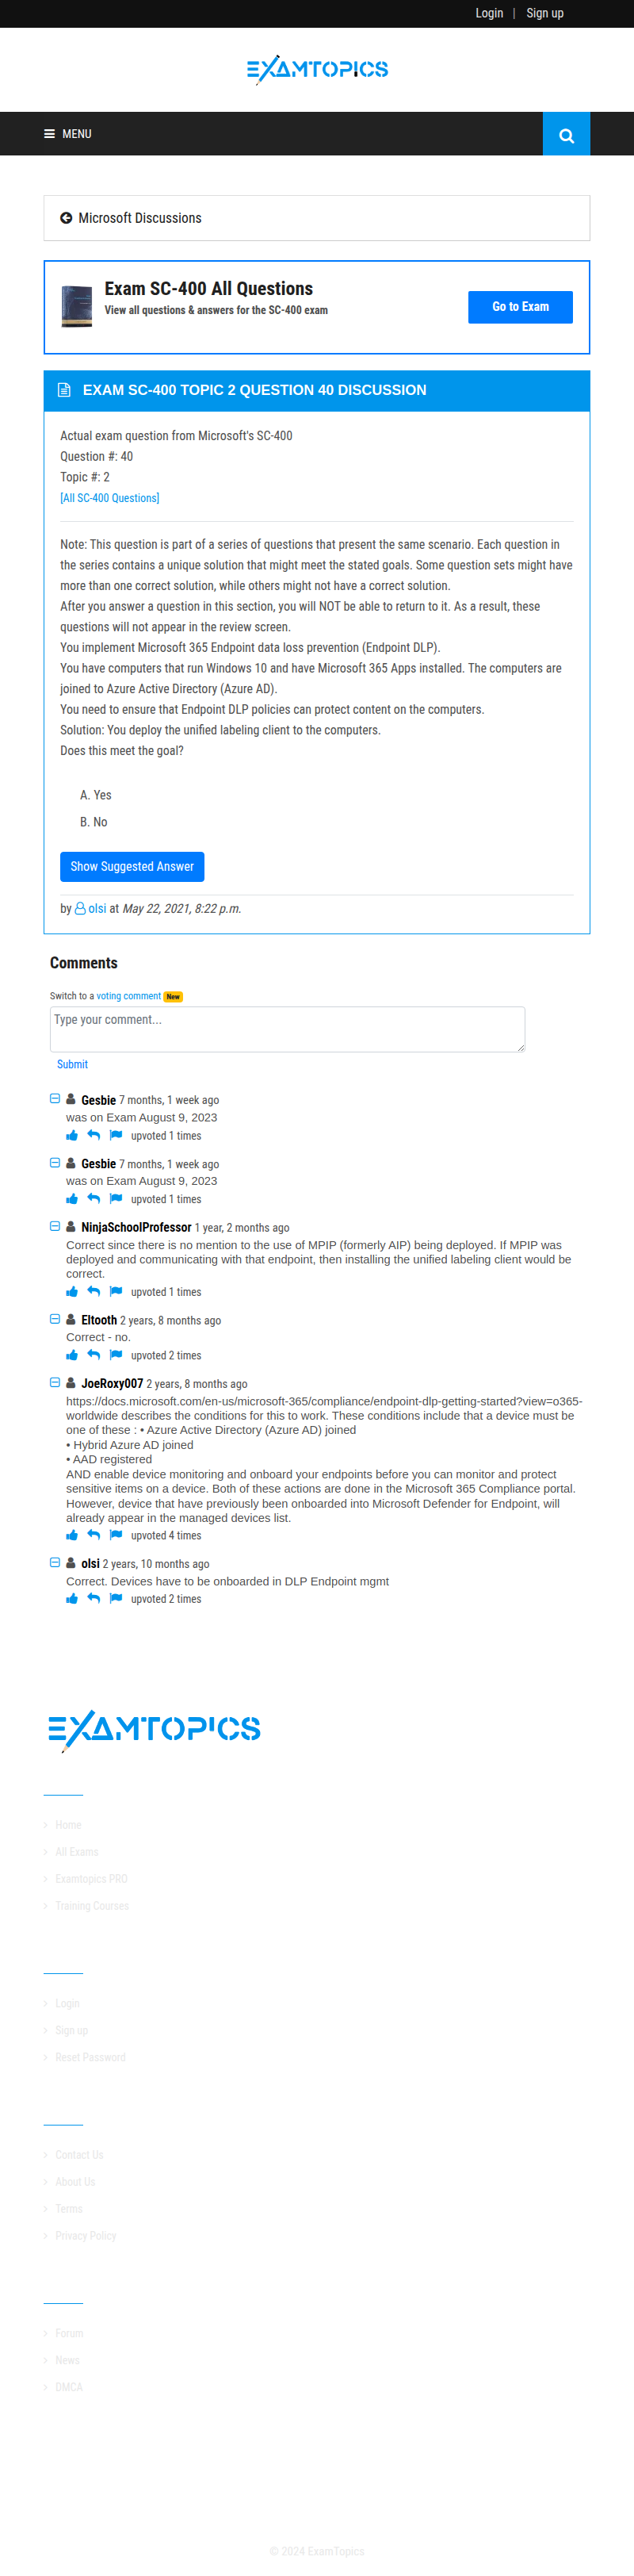 Login | Sign up
EXAMTOPICS
MENU
Microsoft Discussions
Exam SC-400 All Questions
View all questions & answers for the SC-400 exam
Go to Exam
EXAM SC-400 TOPIC 2 QUESTION 40 DISCUSSION
Actual exam question from Microsoft's SC-400
Question #: 40
Topic #: 2
[All SC-400 Questions]
Note: This question is part of a series of questions that present the same scenario. Each question in
the series contains a unique solution that might meet the stated goals. Some question sets might have
more than one correct solution, while others might not have a correct solution.
After you answer a question in this section, you will NOT be able to return to it. As a result, these
questions will not appear in the review screen.
You implement Microsoft 365 Endpoint data loss prevention (Endpoint DLP).
You have computers that run Windows 10 and have Microsoft 365 Apps installed. The computers are
joined to Azure Active Directory (Azure AD).
You need to ensure that Endpoint DLP policies can protect content on the computers.
Solution: You deploy the unified labeling client to the computers.
Does this meet the goal?
A. Yes
B. No
Show Suggested Answer
by olsi at May 22, 2021, 8:22 p.m.
Comments
Switch to a voting comment New
Type your comment...
Submit
Gesbie 7 months, 1 week ago
was on Exam August 9, 2023
upvoted 1 times
Gesbie 7 months, 1 week ago
was on Exam August 9, 2023
upvoted 1 times
NinjaSchoolProfessor 1 year, 2 months ago
Correct since there is no mention to the use of MPIP (formerly AIP) being deployed. If MPIP was
deployed and communicating with that endpoint, then installing the unified labeling client would be
correct.
upvoted 1 times
Eltooth 2 years, 8 months ago
Correct - no.
upvoted 2 times
JoeRoxy007 2 years, 8 months ago
https://docs.microsoft.com/en-us/microsoft-365/compliance/endpoint-dlp-getting-started?view=o365-
worldwide describes the conditions for this to work. These conditions include that a device must be
one of these : • Azure Active Directory (Azure AD) joined
• Hybrid Azure AD joined
• AAD registered
AND enable device monitoring and onboard your endpoints before you can monitor and protect
sensitive items on a device. Both of these actions are done in the Microsoft 365 Compliance portal.
However, device that have previously been onboarded into Microsoft Defender for Endpoint, will
already appear in the managed devices list.
upvoted 4 times
olsi 2 years, 10 months ago
Correct. Devices have to be onboarded in DLP Endpoint mgmt
upvoted 2 times
EXAMTOPICS
Home
All Exams
Examtopics PRO
Training Courses
Login
Sign up
Reset Password
Contact Us
About Us
Terms
Privacy Policy
Forum
News
DMCA
© 2024 ExamTopics